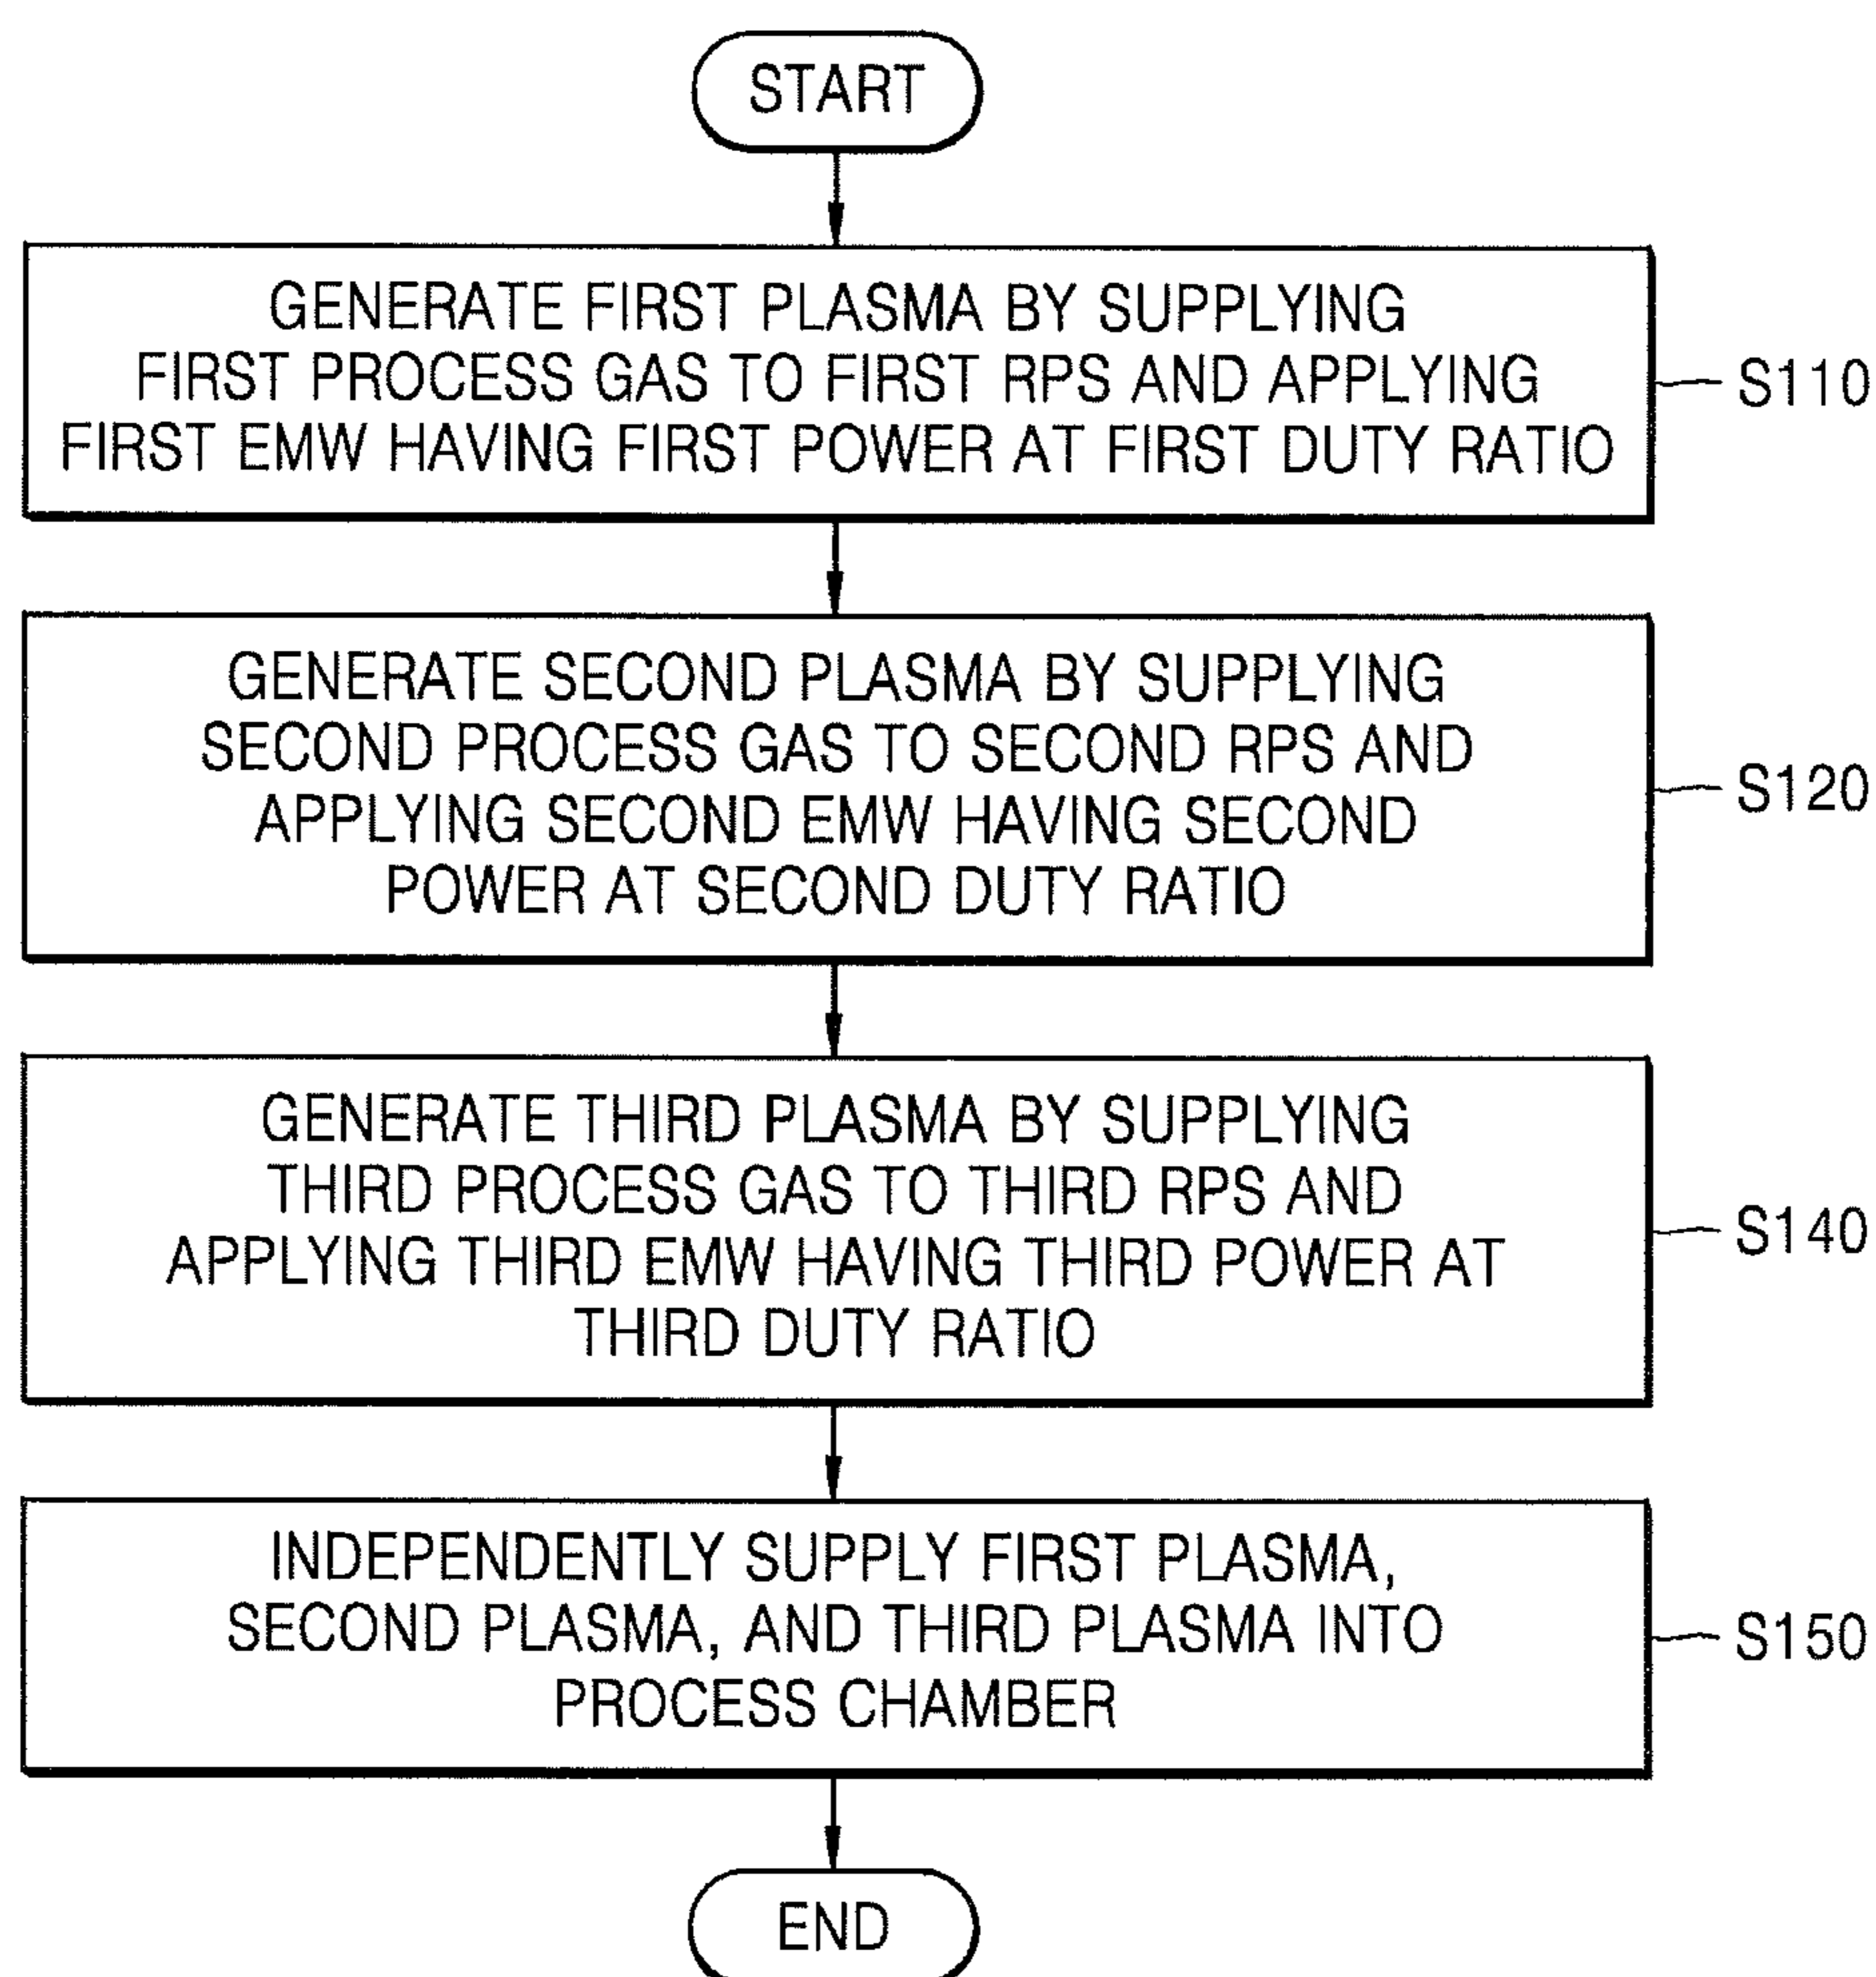 START
GENERATE FIRST PLASMA BY SUPPLYING
FIRST PROCESS GAS TO FIRST RPS AND APPLYING
FIRST EMW HAVING FIRST POWER AT FIRST DUTY RATIO
S110
GENERATE SECOND PLASMA BY SUPPLYING
SECOND PROCESS GAS TO SECOND RPS AND
APPLYING SECOND EMW HAVING SECOND
POWER AT SECOND DUTY RATIO
S120
GENERATE THIRD PLASMA BY SUPPLYING
THIRD PROCESS GAS TO THIRD RPS AND
APPLYING THIRD EMW HAVING THIRD POWER AT
THIRD DUTY RATIO
S140
INDEPENDENTLY SUPPLY FIRST PLASMA,
SECOND PLASMA, AND THIRD PLASMA INTO
PROCESS CHAMBER
S150
END